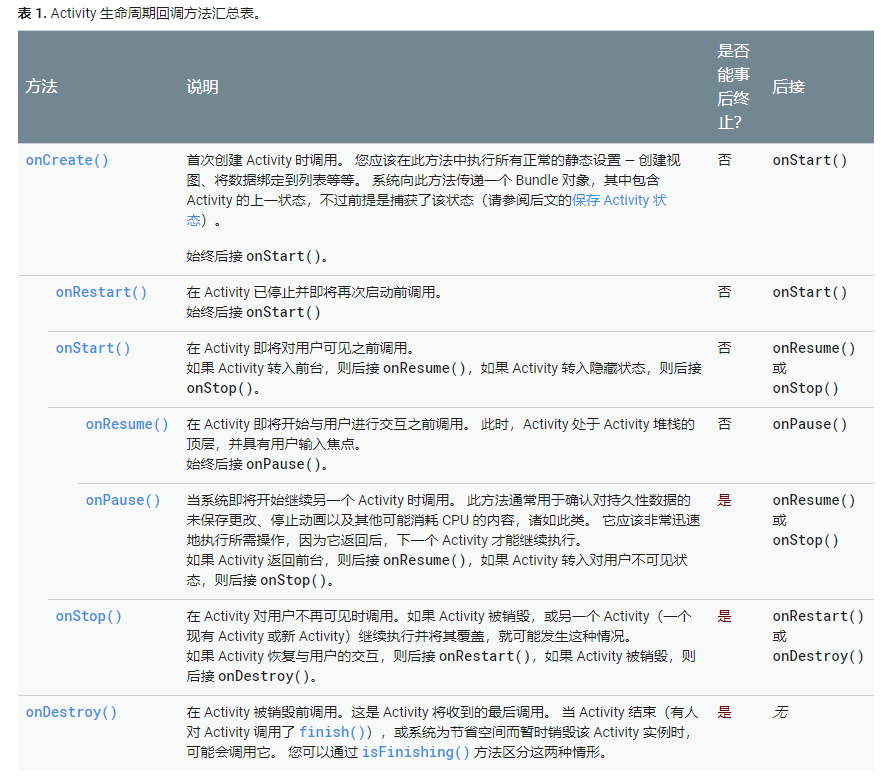 表 1. Activity 生命周期回调方法汇总表。
方法
说明
是否
能事
后终
止?
后接
onCreate()
首次创建 Activity 时调用。 您应该在此方法中执行所有正常的静态设置 — 创建视
图、将数据绑定到列表等等。 系统向此方法传递一个 Bundle 对象，其中包含
Activity 的上一状态，不过前提是捕获了该状态（请参阅后文的保存 Activity 状
态）。
始终后接 onStart()。
否
onStart()
onRestart()
在 Activity 已停止并即将再次启动前调用。
始终后接 onStart()
否
onStart()
onStart()
在 Activity 即将对用户可见之前调用。
如果 Activity 转入前台，则后接 onResume()，如果 Activity 转入隐藏状态，则后接
onStop()。
否
onResume()
或
onStop()
onResume()
在 Activity 即将开始与用户进行交互之前调用。 此时，Activity 处于 Activity 堆栈的
顶层，并具有用户输入焦点。
始终后接 onPause()。
否
onPause()
onPause()
当系统即将开始继续另一个 Activity 时调用。 此方法通常用于确认对持久性数据的
未保存更改、停止动画以及其他可能消耗 CPU 的内容，诸如此类。 它应该非常迅速
地执行所需操作，因为它返回后，下一个 Activity 才能继续执行。
如果 Activity 返回前台，则后接 onResume()，如果 Activity 转入对用户不可见状
态，则后接 onStop()。
是
onResume()
或
onStop()
onStop()
在 Activity 对用户不再可见时调用。如果 Activity 被销毁，或另一个 Activity（一个
现有 Activity 或新 Activity）继续执行并将其覆盖，就可能发生这种情况。
如果 Activity 恢复与用户的交互，则后接 onRestart()，如果 Activity 被销毁，则
后接 onDestroy()。
是
onRestart()
或
onDestroy()
onDestroy()
在 Activity 被销毁前调用。这是 Activity 将收到的最后调用。 当 Activity 结束（有人
对 Activity 调用了 finish()），或系统为节省空间而暂时销毁该 Activity 实例时，
可能会调用它。 您可以通过 isFinishing() 方法区分这两种情形。
是
无